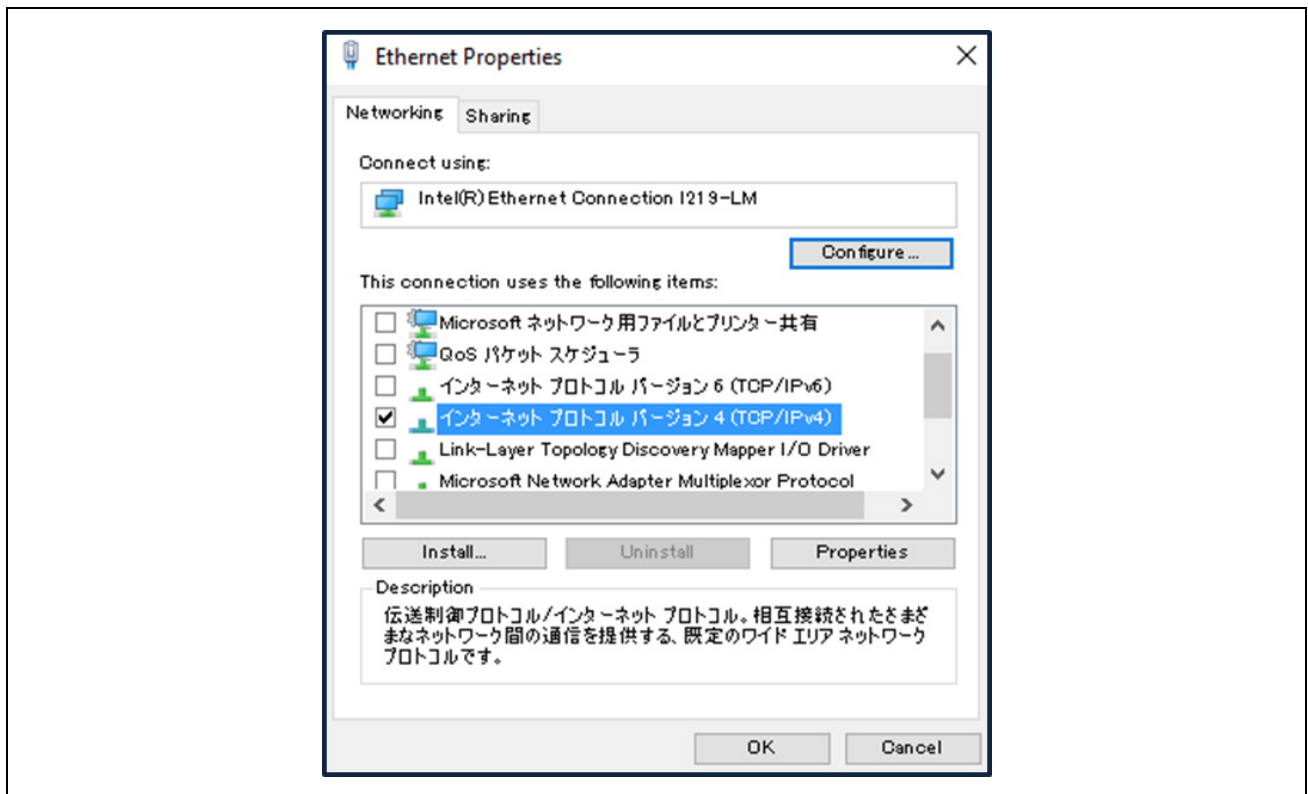 Ethernet Properties
Networking
Sharing
Connect using:
Intel(R) Ethernet Connection I219-LM
Configure...
This connection uses the following items:
Microsoft ネットワーク用ファイルとプリンター共有
QoS パケット スケジューラ
インターネット プロトコル バージョン 6 (TCP/IPv6)
インターネット プロトコル バージョン 4 (TCP/IPv4)
Link-Layer Topology Discovery Mapper I/O Driver
Microsoft Network Adapter Multiplexor Protocol
Install...
Uninstall
Properties
Description
伝送制御プロトコル/インターネット プロトコル。相互接続されたさまざ
まなネットワーク間の通信を提供する、既定のワイド エリア ネットワーク
プロトコルです。
OK
Cancel